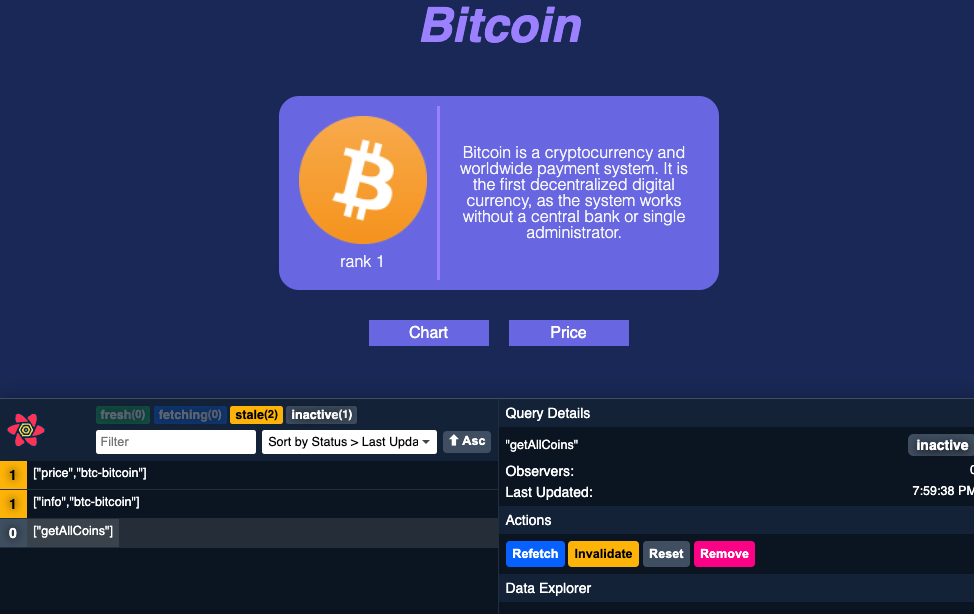 Bitcoin
Bitcoin is a cryptocurrency and
worldwide payment system. It is
the first decentralized digital
currency, as the system works
without a central bank or single
administrator.
rank 1
Chart Price
fresh(0) fetching(0) stale(2) inactive(1)
Filter Sort by Status > Last Upda Asc
1 ["price","btc-bitcoin"]
1 ["info","btc-bitcoin"]
0 ["getAllCoins"]
Query Details
"getAllCoins" inactive
Observers: 0
Last Updated: 7:59:38 PM
Actions
Refetch Invalidate Reset Remove
Data Explorer